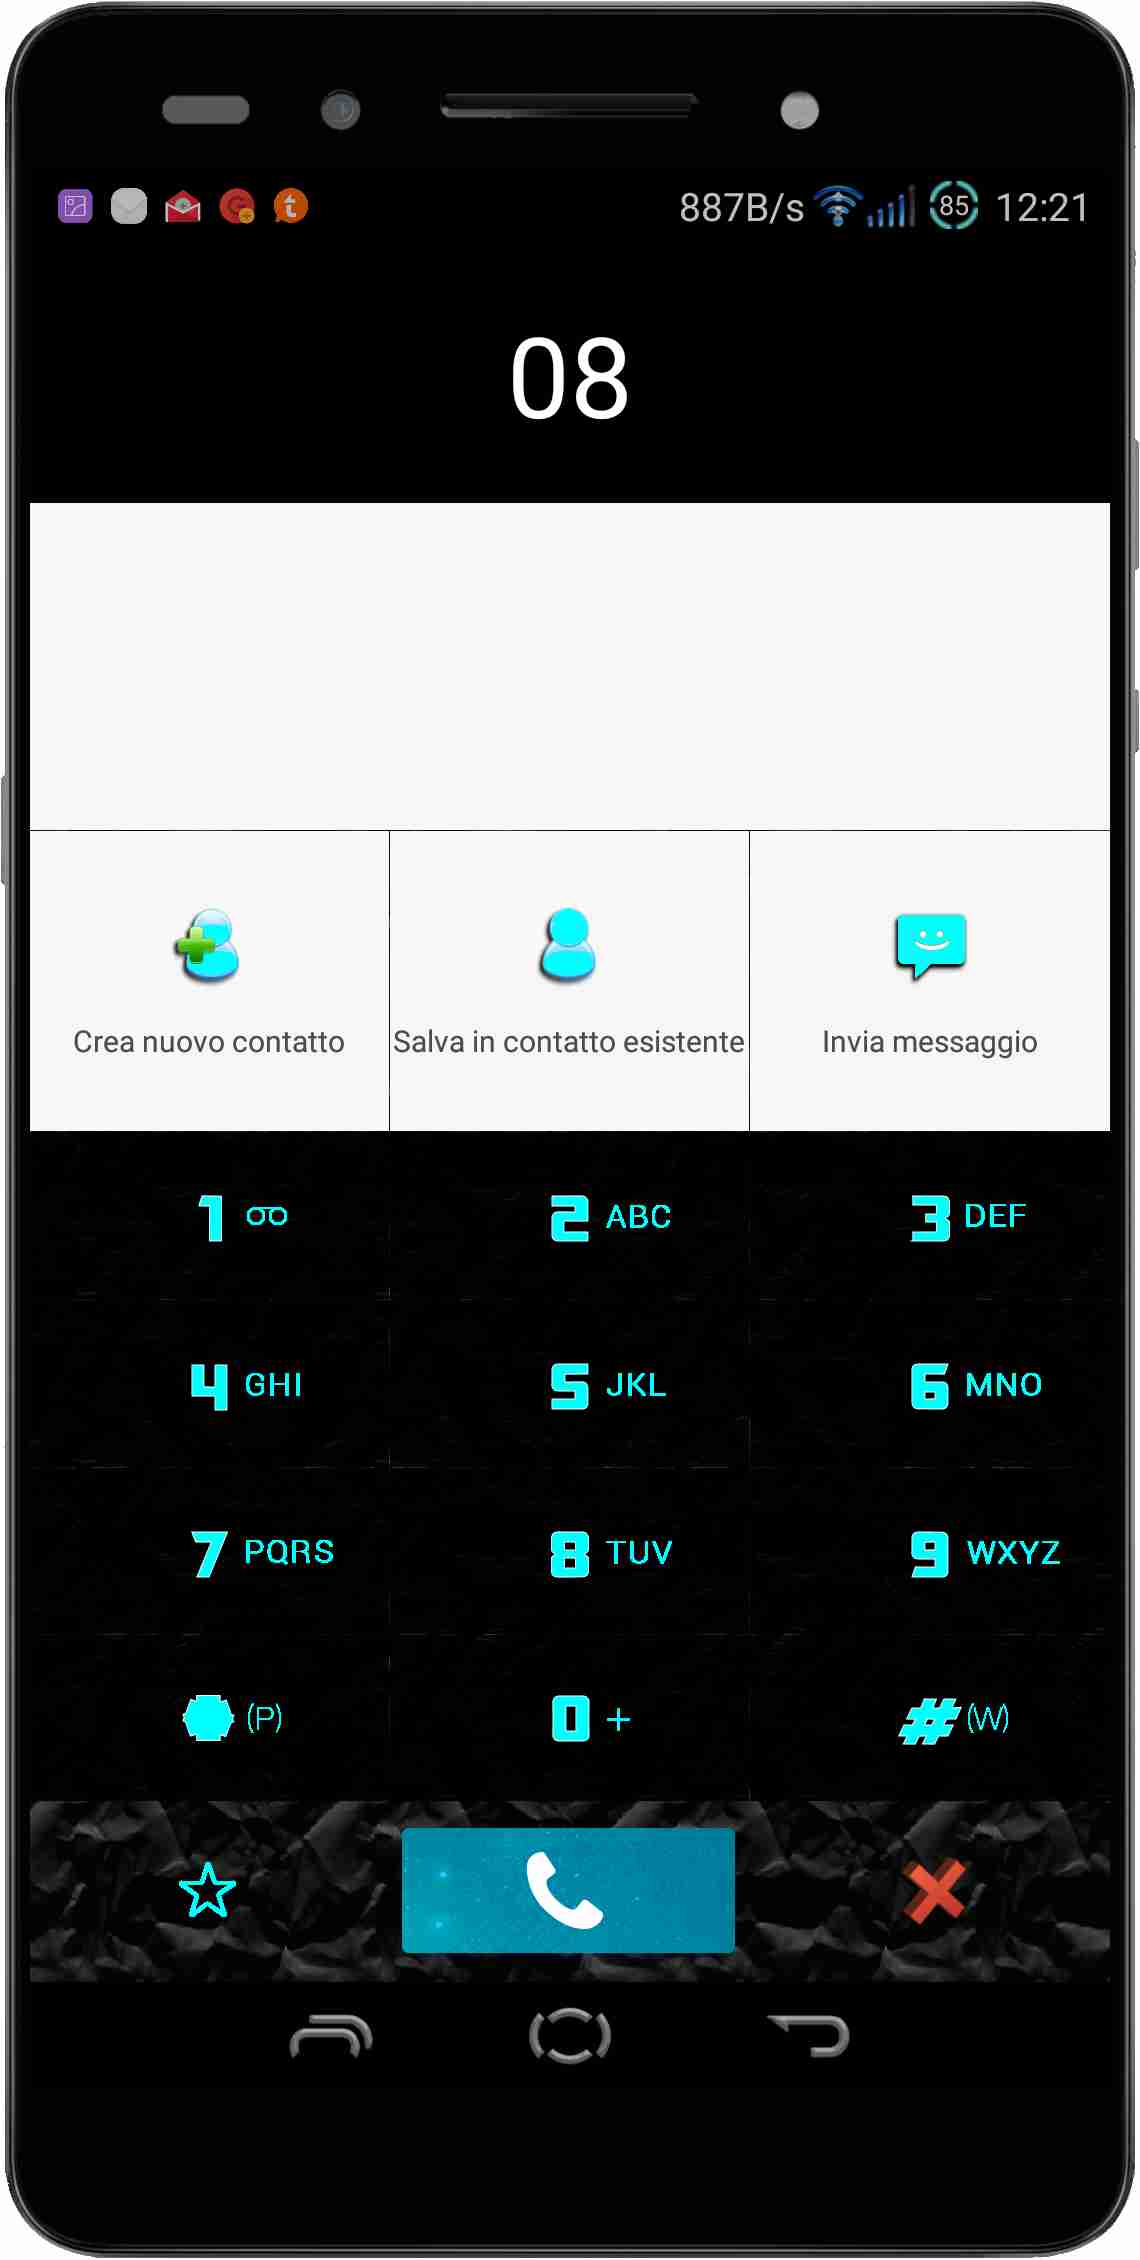 887B/s 85 12:21
08
Crea nuovo contatto
Salva in contatto esistente
Invia messaggio
1
2 ABC
3 DEF
4 GHI
5 JKL
6 MNO
7 PQRS
8 TUV
9 WXYZ
(P)
0 +
# (W)